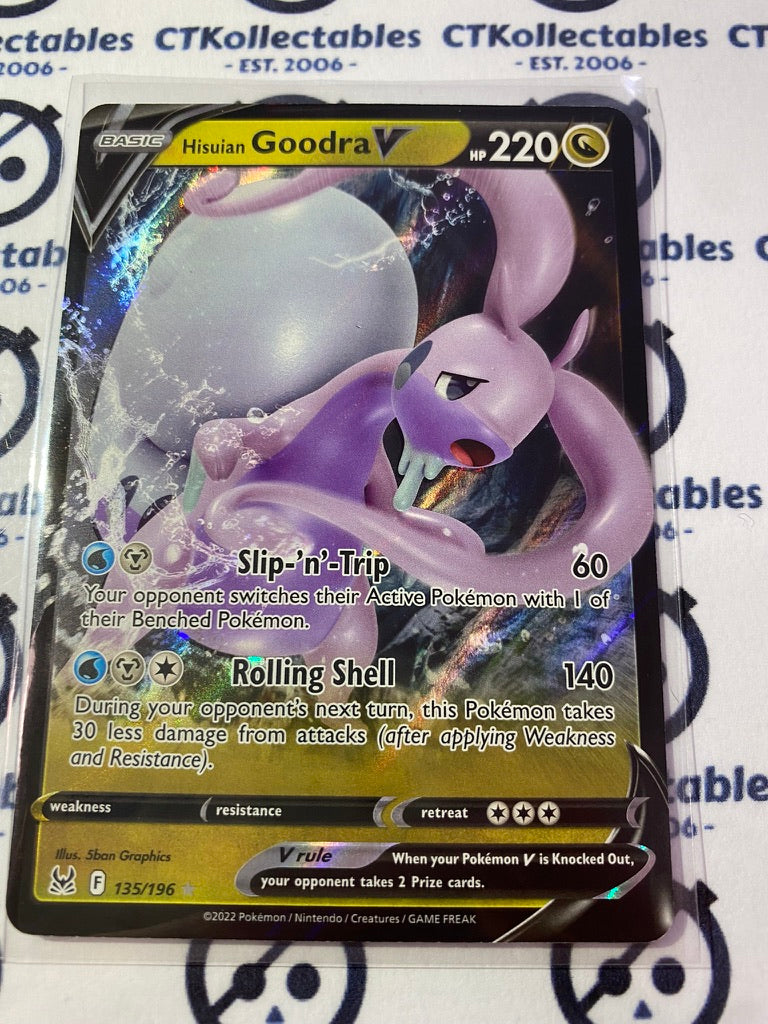 CTKollectables CTKollectables
- EST. 2006 - - EST. 2006 -
BASIC Hisuian Goodra V HP 220
Slip-'n'-Trip 60
Your opponent switches their Active Pokémon with 1 of
their Benched Pokémon.
Rolling Shell 140
During your opponent's next turn, this Pokémon takes
30 less damage from attacks (after applying Weakness
and Resistance).
weakness resistance retreat
Illus. 5ban Graphics
V rule When your Pokémon V is Knocked Out,
your opponent takes 2 Prize cards.
F 135/196
©2022 Pokémon / Nintendo / Creatures / GAME FREAK